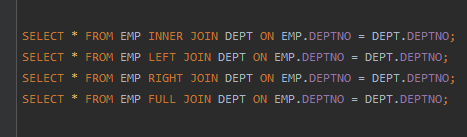 SELECT * FROM EMP INNER JOIN DEPT ON EMP.DEPTNO = DEPT.DEPTNO;
SELECT * FROM EMP LEFT JOIN DEPT ON EMP.DEPTNO = DEPT.DEPTNO;
SELECT * FROM EMP RIGHT JOIN DEPT ON EMP.DEPTNO = DEPT.DEPTNO;
SELECT * FROM EMP FULL JOIN DEPT ON EMP.DEPTNO = DEPT.DEPTNO;